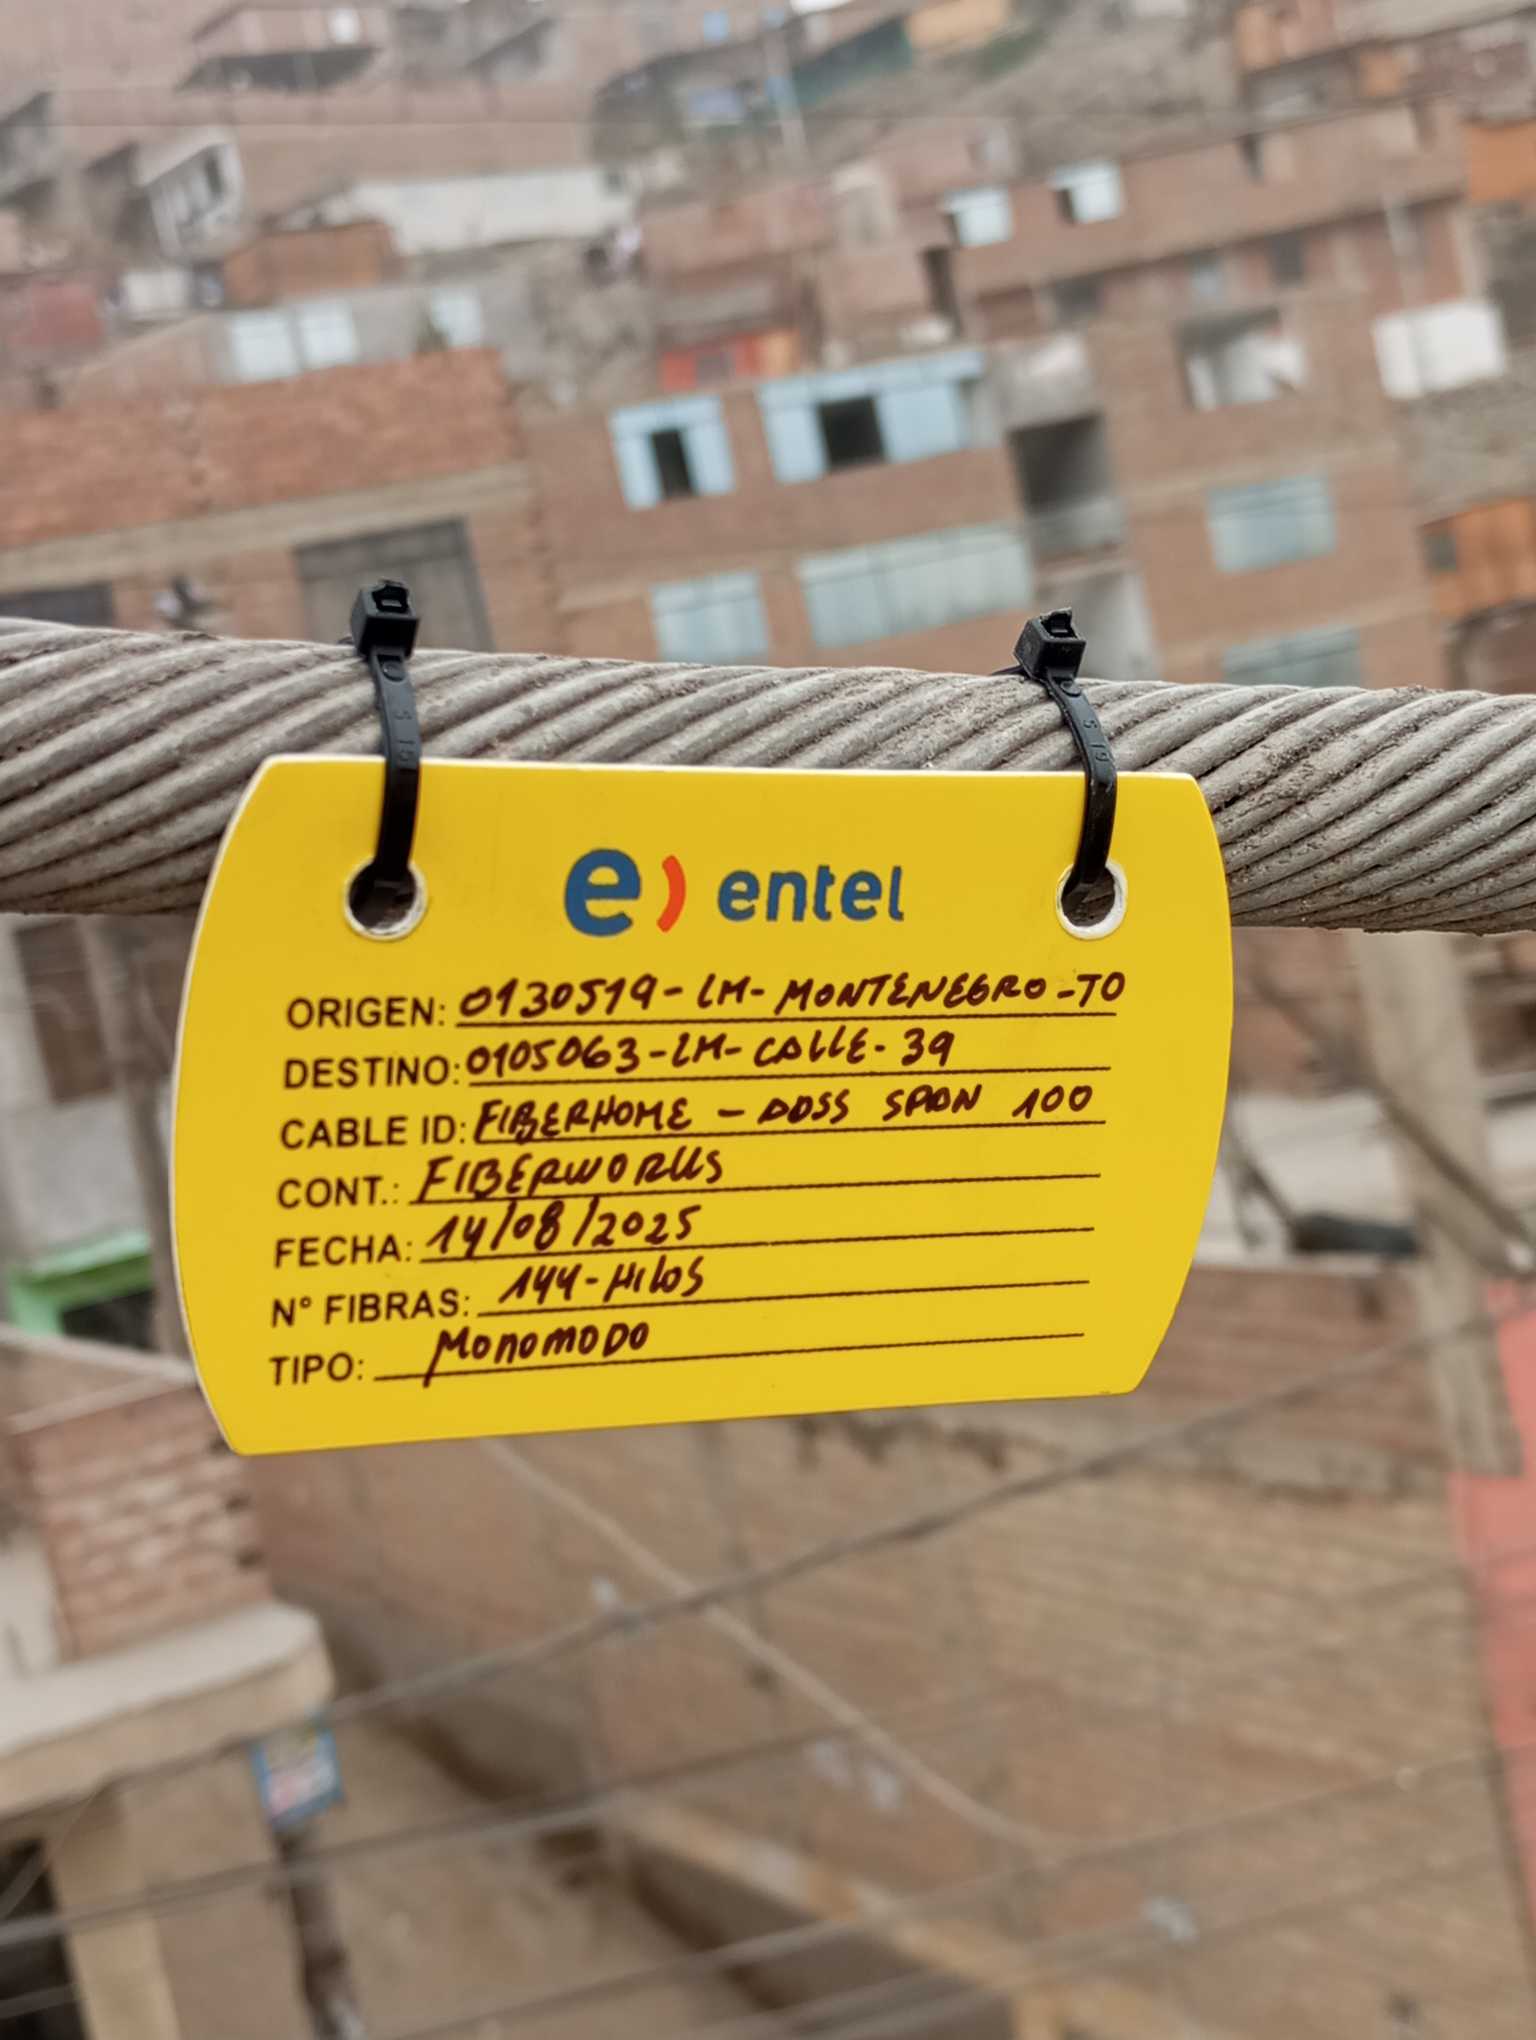 e) entel
ORIGEN: 0130519-LM-MONTENEGRO-TO
DESTINO: 0105063-LM-CALLE-39
CABLE ID: FIBERHOME - ADSS SPAN 100
CONT.: FIBERWORKS
FECHA: 14/08/2025
N° FIBRAS: 144-HILOS
TIPO: MONOMODO